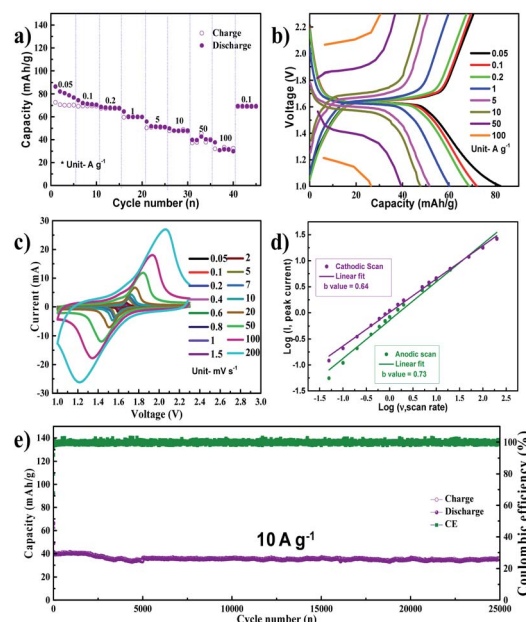 a)
Capacity (mAh/g)
160
140
120
100
80
60
40
20
0
Charge
Discharge
0.05
0.1
0.2
1
5
10
50
100
0.1
* Unit- A g-1
0 10 20 30 40
Cycle number (n)
b)
Voltage (V)
2.2
2.0
1.8
1.6
1.4
1.2
1.0
0.05
0.1
0.2
1
5
10
50
100
Unit- A g-1
0 20 40 60 80
Capacity (mAh/g)
c)
Current (mA)
27
18
9
0
-9
-18
-27
0.05 2
0.1 5
0.2 7
0.4 10
0.6 20
0.8 50
1 100
1.5 200
Unit- mV s-1
1.0 1.2 1.4 1.6 1.8 2.0 2.2 2.4 2.6 2.8 3.0
Voltage (V)
d)
Log (I, peak current)
1.5
1.0
0.5
0.0
-0.5
-1.0
-1.5
Cathodic Scan
Linear fit
b value = 0.64
Anodic scan
Linear fit
b value = 0.73
-1.5 -1.0 -0.5 0.0 0.5 1.0 1.5 2.0 2.5
Log (v,scan rate)
e)
Capacity (mAh/g)
140
120
100
80
60
40
20
0
Charge
Discharge
CE
10 A g-1
100
80
60
40
20
0
Coulombic efficiency (%)
0 5000 10000 15000 20000 25000
Cycle number (n)